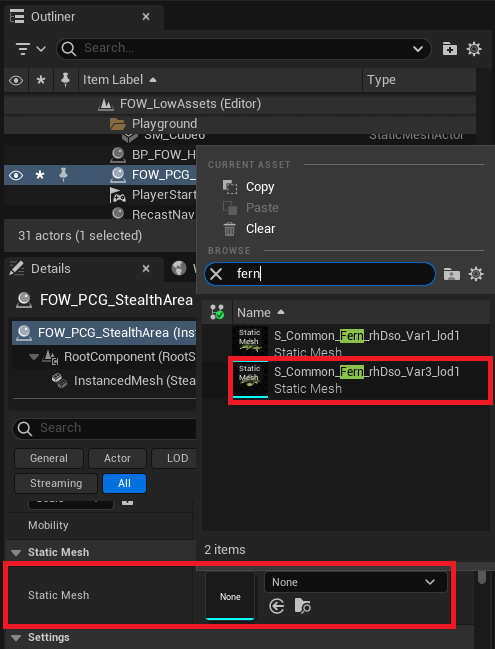 Outliner
Search...
Item Label
Type
FOW_LowAssets (Editor)
Playground
SM_Cube6
StaticMeshActor
BP_FOW_H
FOW_PCG_
PlayerStart
RecastNav
31 actors (1 selected)
CURRENT ASSET
Copy
Paste
Clear
BROWSE
fern
Name
Static Mesh
S_Common_Fern_rhDso_Var1_lod1
Static Mesh
Static Mesh
S_Common_Fern_rhDso_Var3_lod1
Static Mesh
2 items
Details
FOW_PCG_StealthArea
FOW_PCG_StealthArea (Inst
RootComponent (RootS
InstancedMesh (Stea
Search
General
Actor
LOD
Streaming
All
Mobility
Static Mesh
Static Mesh
None
None
Settings